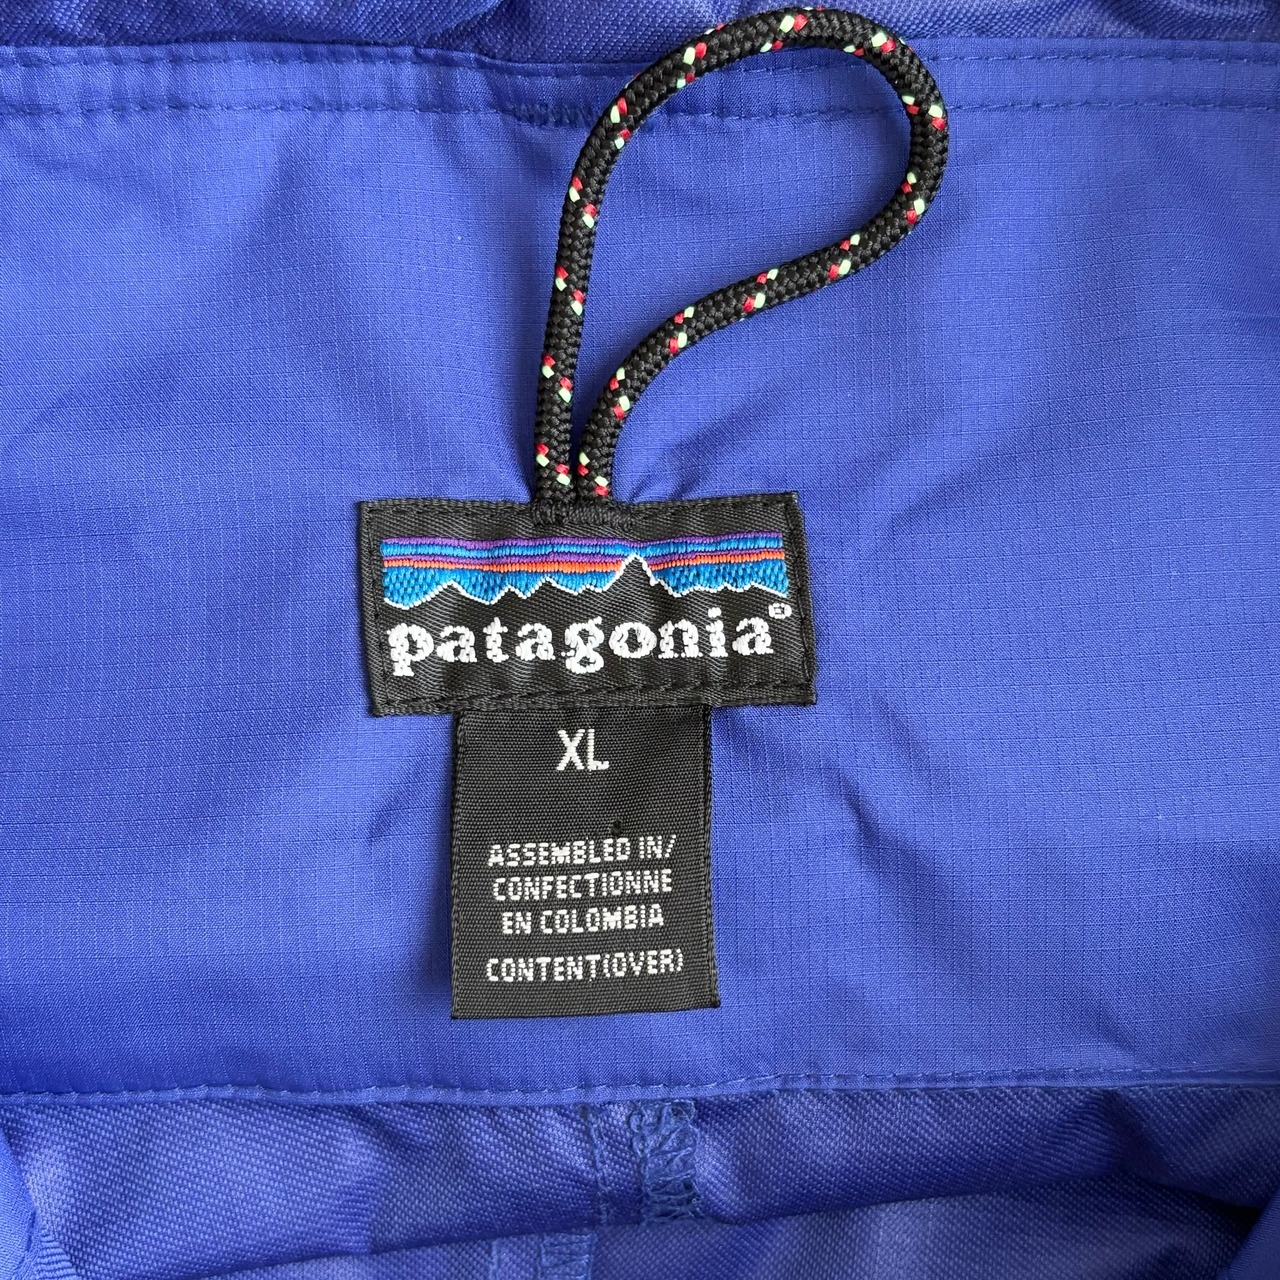 patagonia®
XL
ASSEMBLED IN/
CONFECTIONNE
EN COLOMBIA
CONTENT(OVER)